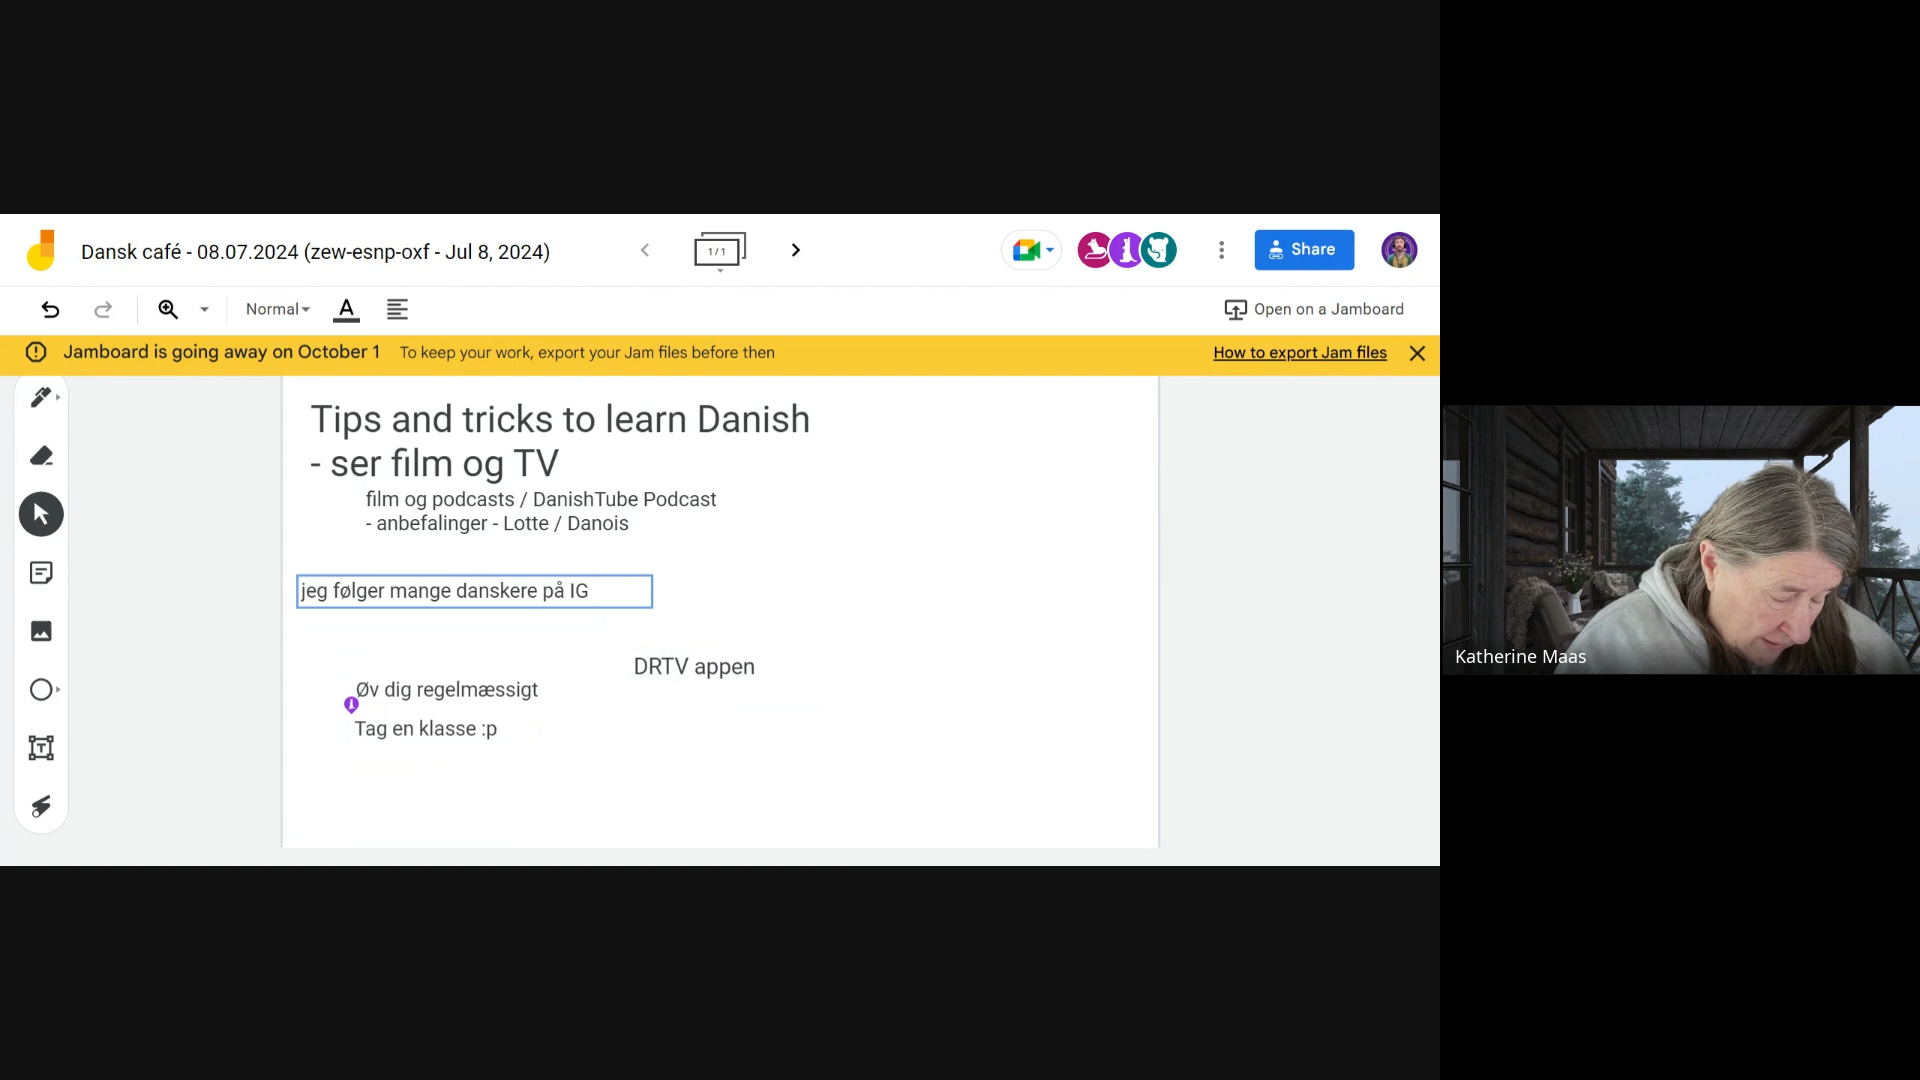 Dansk café - 08.07.2024 (zew-esnp-oxf - Jul 8, 2024)
1/1
Share
Normal
A
Open on a Jamboard
Jamboard is going away on October 1 To keep your work, export your Jam files before then
How to export Jam files
Tips and tricks to learn Danish
- ser film og TV
film og podcasts / DanishTube Podcast
- anbefalinger - Lotte / Danois
jeg følger mange danskere på IG
DRTV appen
Øv dig regelmæssigt
Tag en klasse :p
Katherine Maas